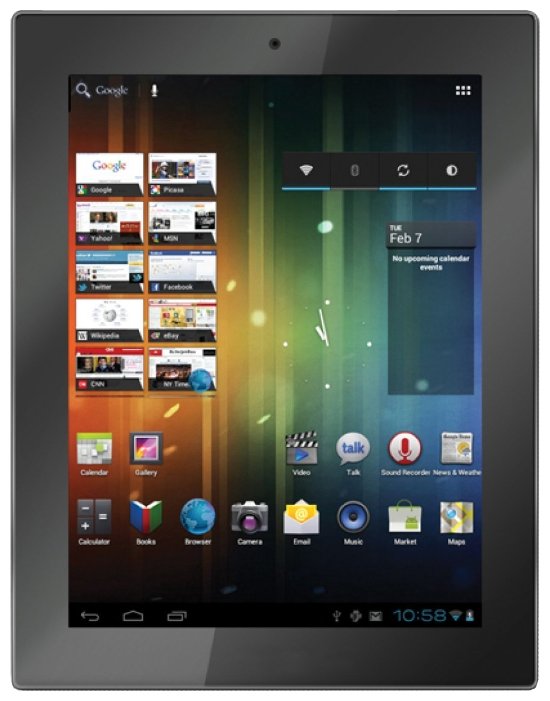 Google
Google
Google
Picasa
Yahoo!
MSN
Twitter
Facebook
Wikipedia
eBay
CNN
NY Time
TUE
Feb 7
No upcoming calendar
events
Calendar
Gallery
Video
talk
Talk
Sound Recorder
News & Weathe
Calculator
Books
Browser
Camera
Email
Music
Market
Maps
10:58